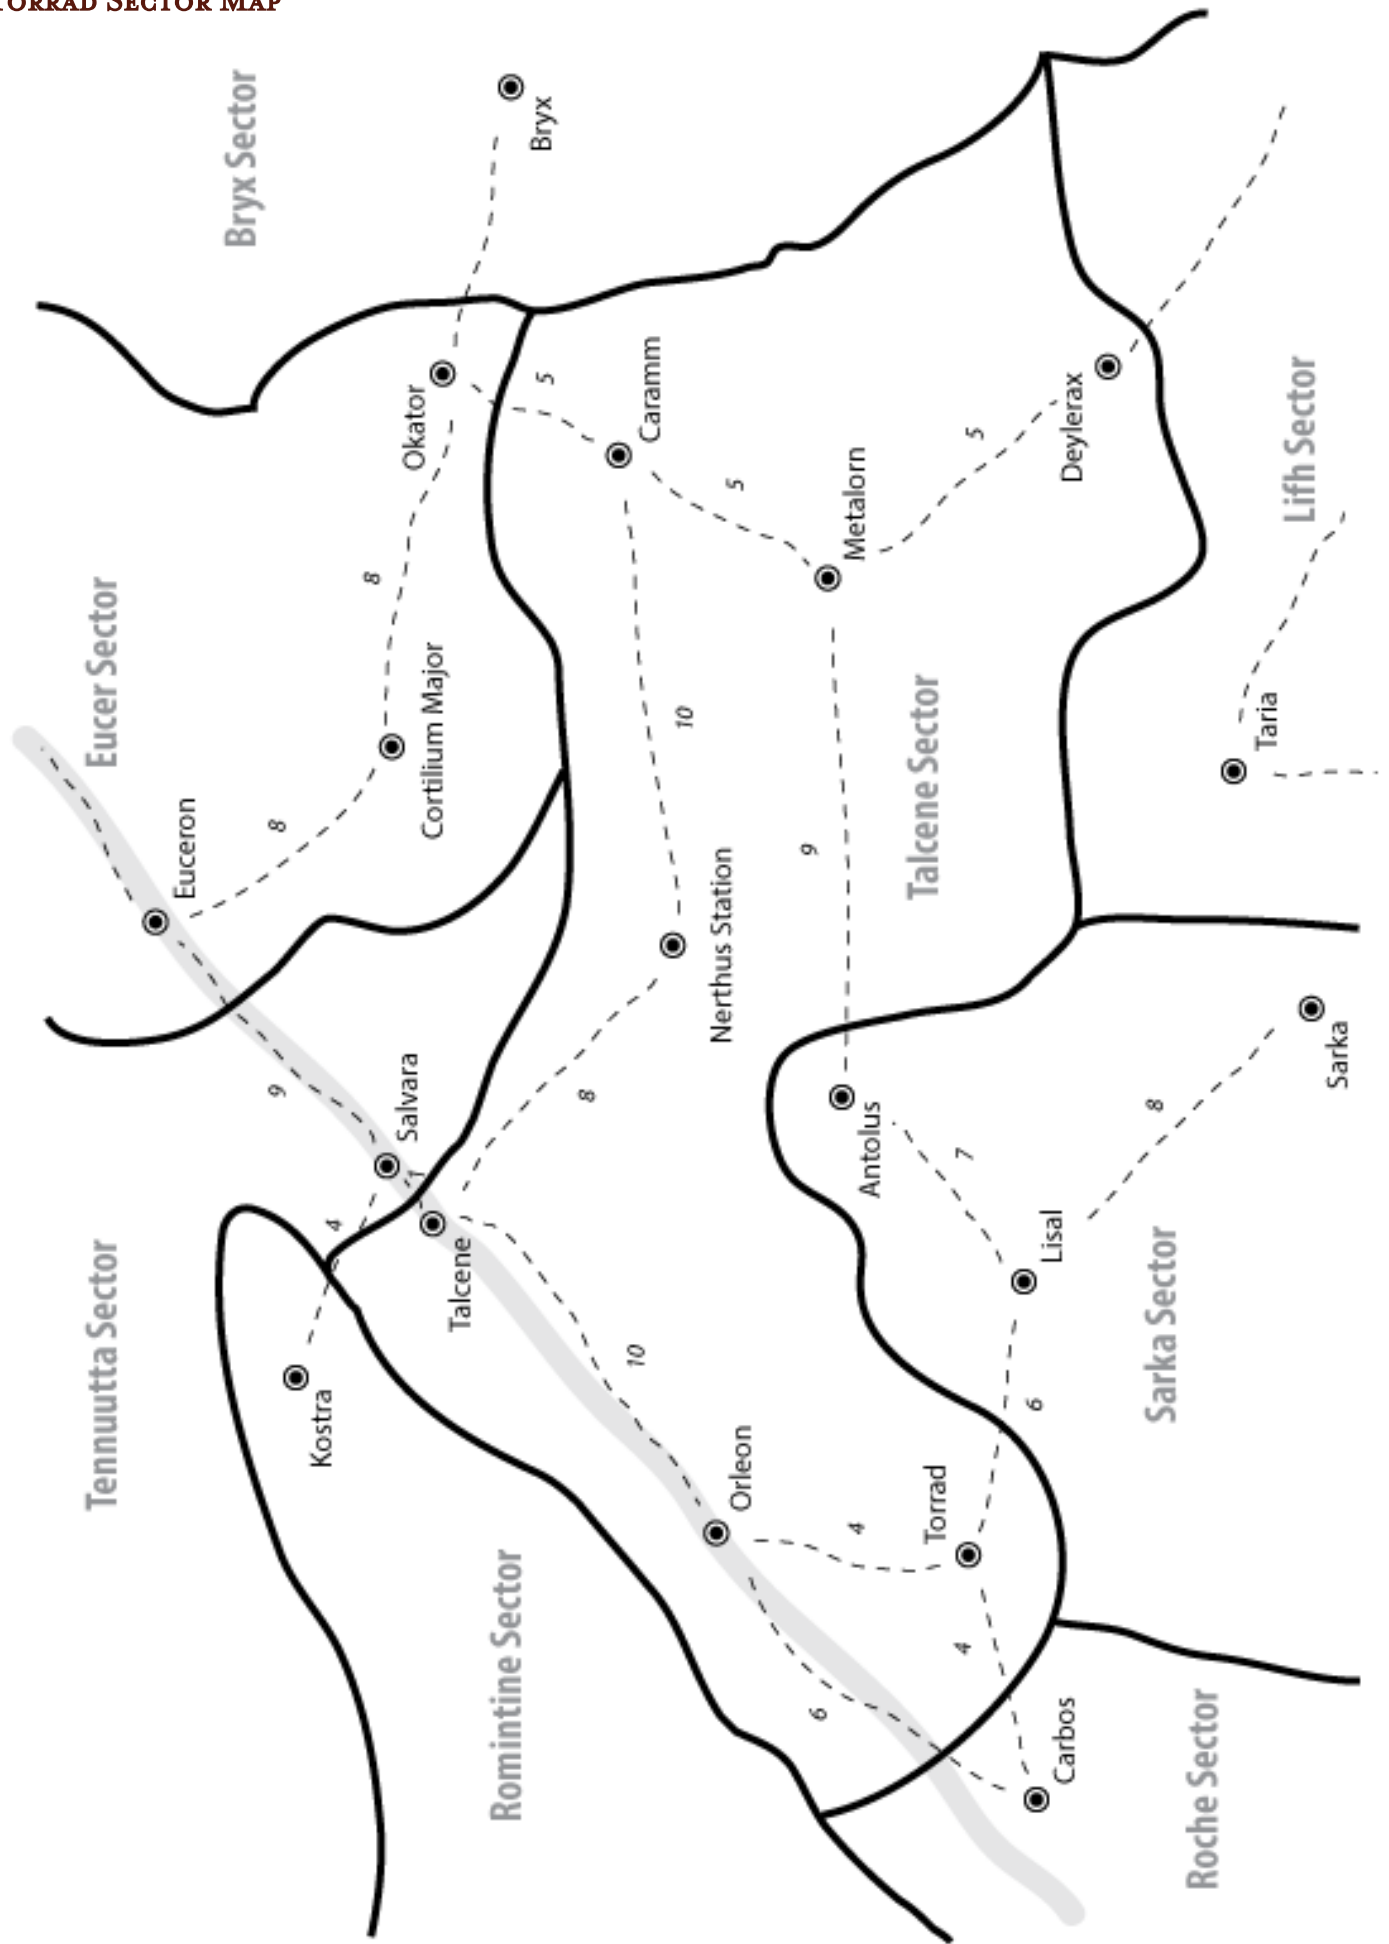 TORRAD SECTOR MAP
Tennuutta Sector
Eucer Sector
Euceron
Bryx Sector
9
8
Kostra
4
8
Salvara
1
Okator
Cortilium Major
Talcene
Romintine Sector
Bryx
5
8
10
Caramm
10
Nerthus Station
5
Orleon
9
6
4
Metalorn
Antolus
Talcene Sector
Torrad
4
7
5
6
Lisal
Carbos
Deylerax
8
Sarka Sector
Roche Sector
Taria
Lifh Sector
Sarka